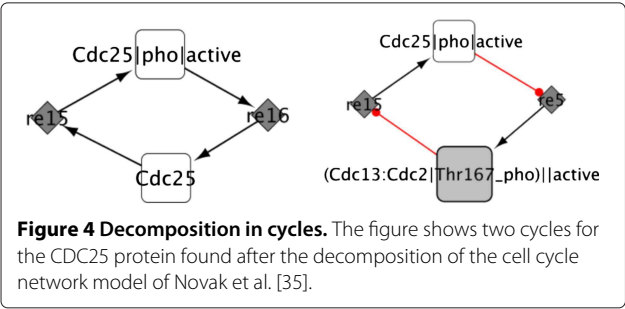 Cdc25|pho|active
re15
re16
Cdc25
Cdc25|pho|active
re15
re5
(Cdc13:Cdc2|Thr167_pho)||active
Figure 4 Decomposition in cycles. The figure shows two cycles for
the CDC25 protein found after the decomposition of the cell cycle
network model of Novak et al. [35].